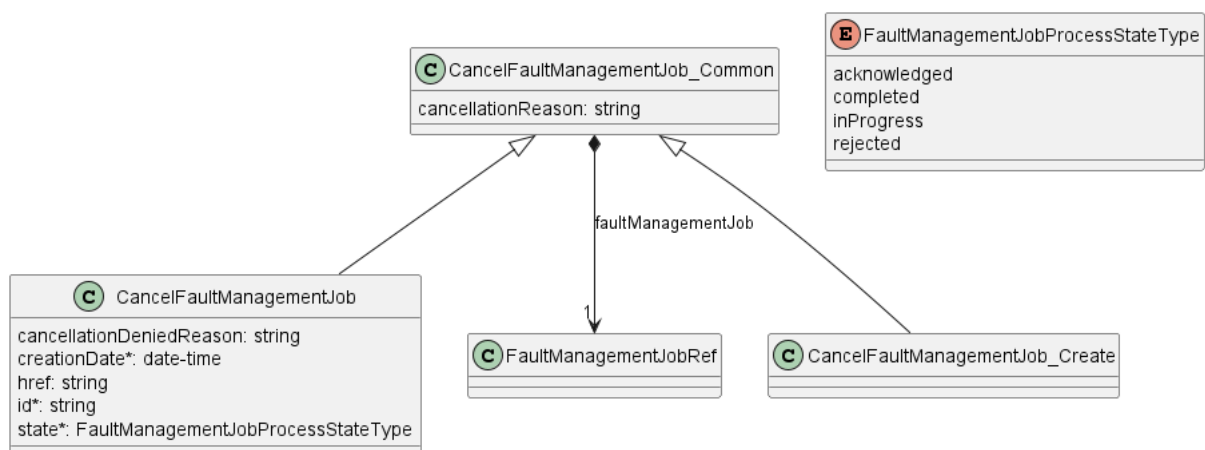 E FaultManagementJobProcessStateType
acknowledged
completed
inProgress
rejected
C CancelFaultManagementJob_Common
cancellationReason: string
faultManagementJob
1
C CancelFaultManagementJob
cancellationDeniedReason: string
creationDate*: date-time
href: string
id*: string
state*: FaultManagementJobProcessStateType
C FaultManagementJobRef
C CancelFaultManagementJob_Create